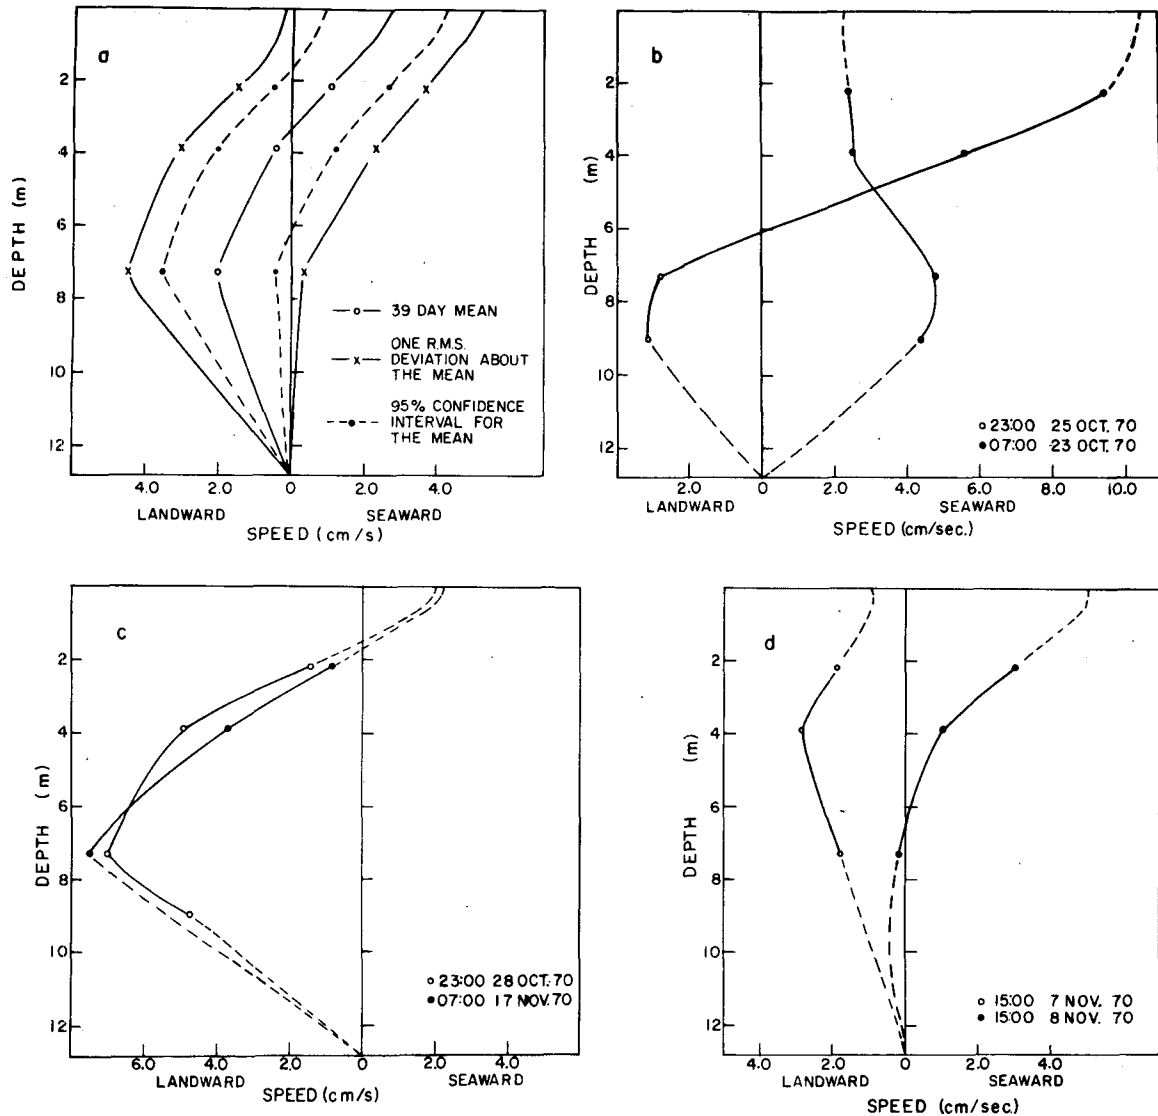 a
2
4
6
8
10
12
DEPTH (m)
39 DAY MEAN
ONE R.M.S.
DEVIATION ABOUT
THE MEAN
95% CONFIDENCE
INTERVAL FOR
THE MEAN
4.0 2.0 0 2.0 4.0
LANDWARD SEAWARD
SPEED (cm/s)
b
2
4
6
8
10
12
DEPTH (m)
23:00 25 OCT. 70
07:00 23 OCT. 70
2.0 0 2.0 4.0 6.0 8.0 10.0
LANDWARD SEAWARD
SPEED (cm/sec.)
c
2
4
6
8
10
12
DEPTH (m)
23:00 28 OCT. 70
07:00 17 NOV. 70
6.0 4.0 2.0 0 2.0 4.0
LANDWARD SEAWARD
SPEED (cm/s)
d
2
4
6
8
10
12
DEPTH (m)
15:00 7 NOV. 70
15:00 8 NOV. 70
4.0 2.0 0 2.0 4.0 6.0
LANDWARD SEAWARD
SPEED (cm/sec.)